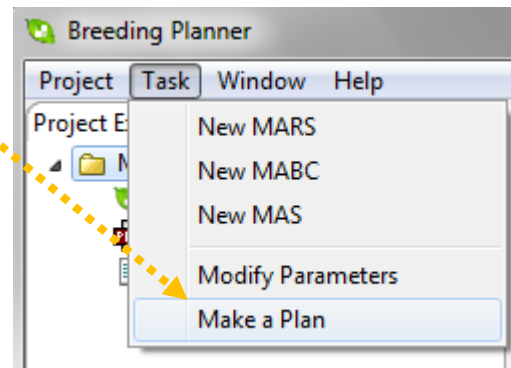 Breeding Planner
Project Task Window Help
Project E
New MARS
New MABC
New MAS
Modify Parameters
Make a Plan